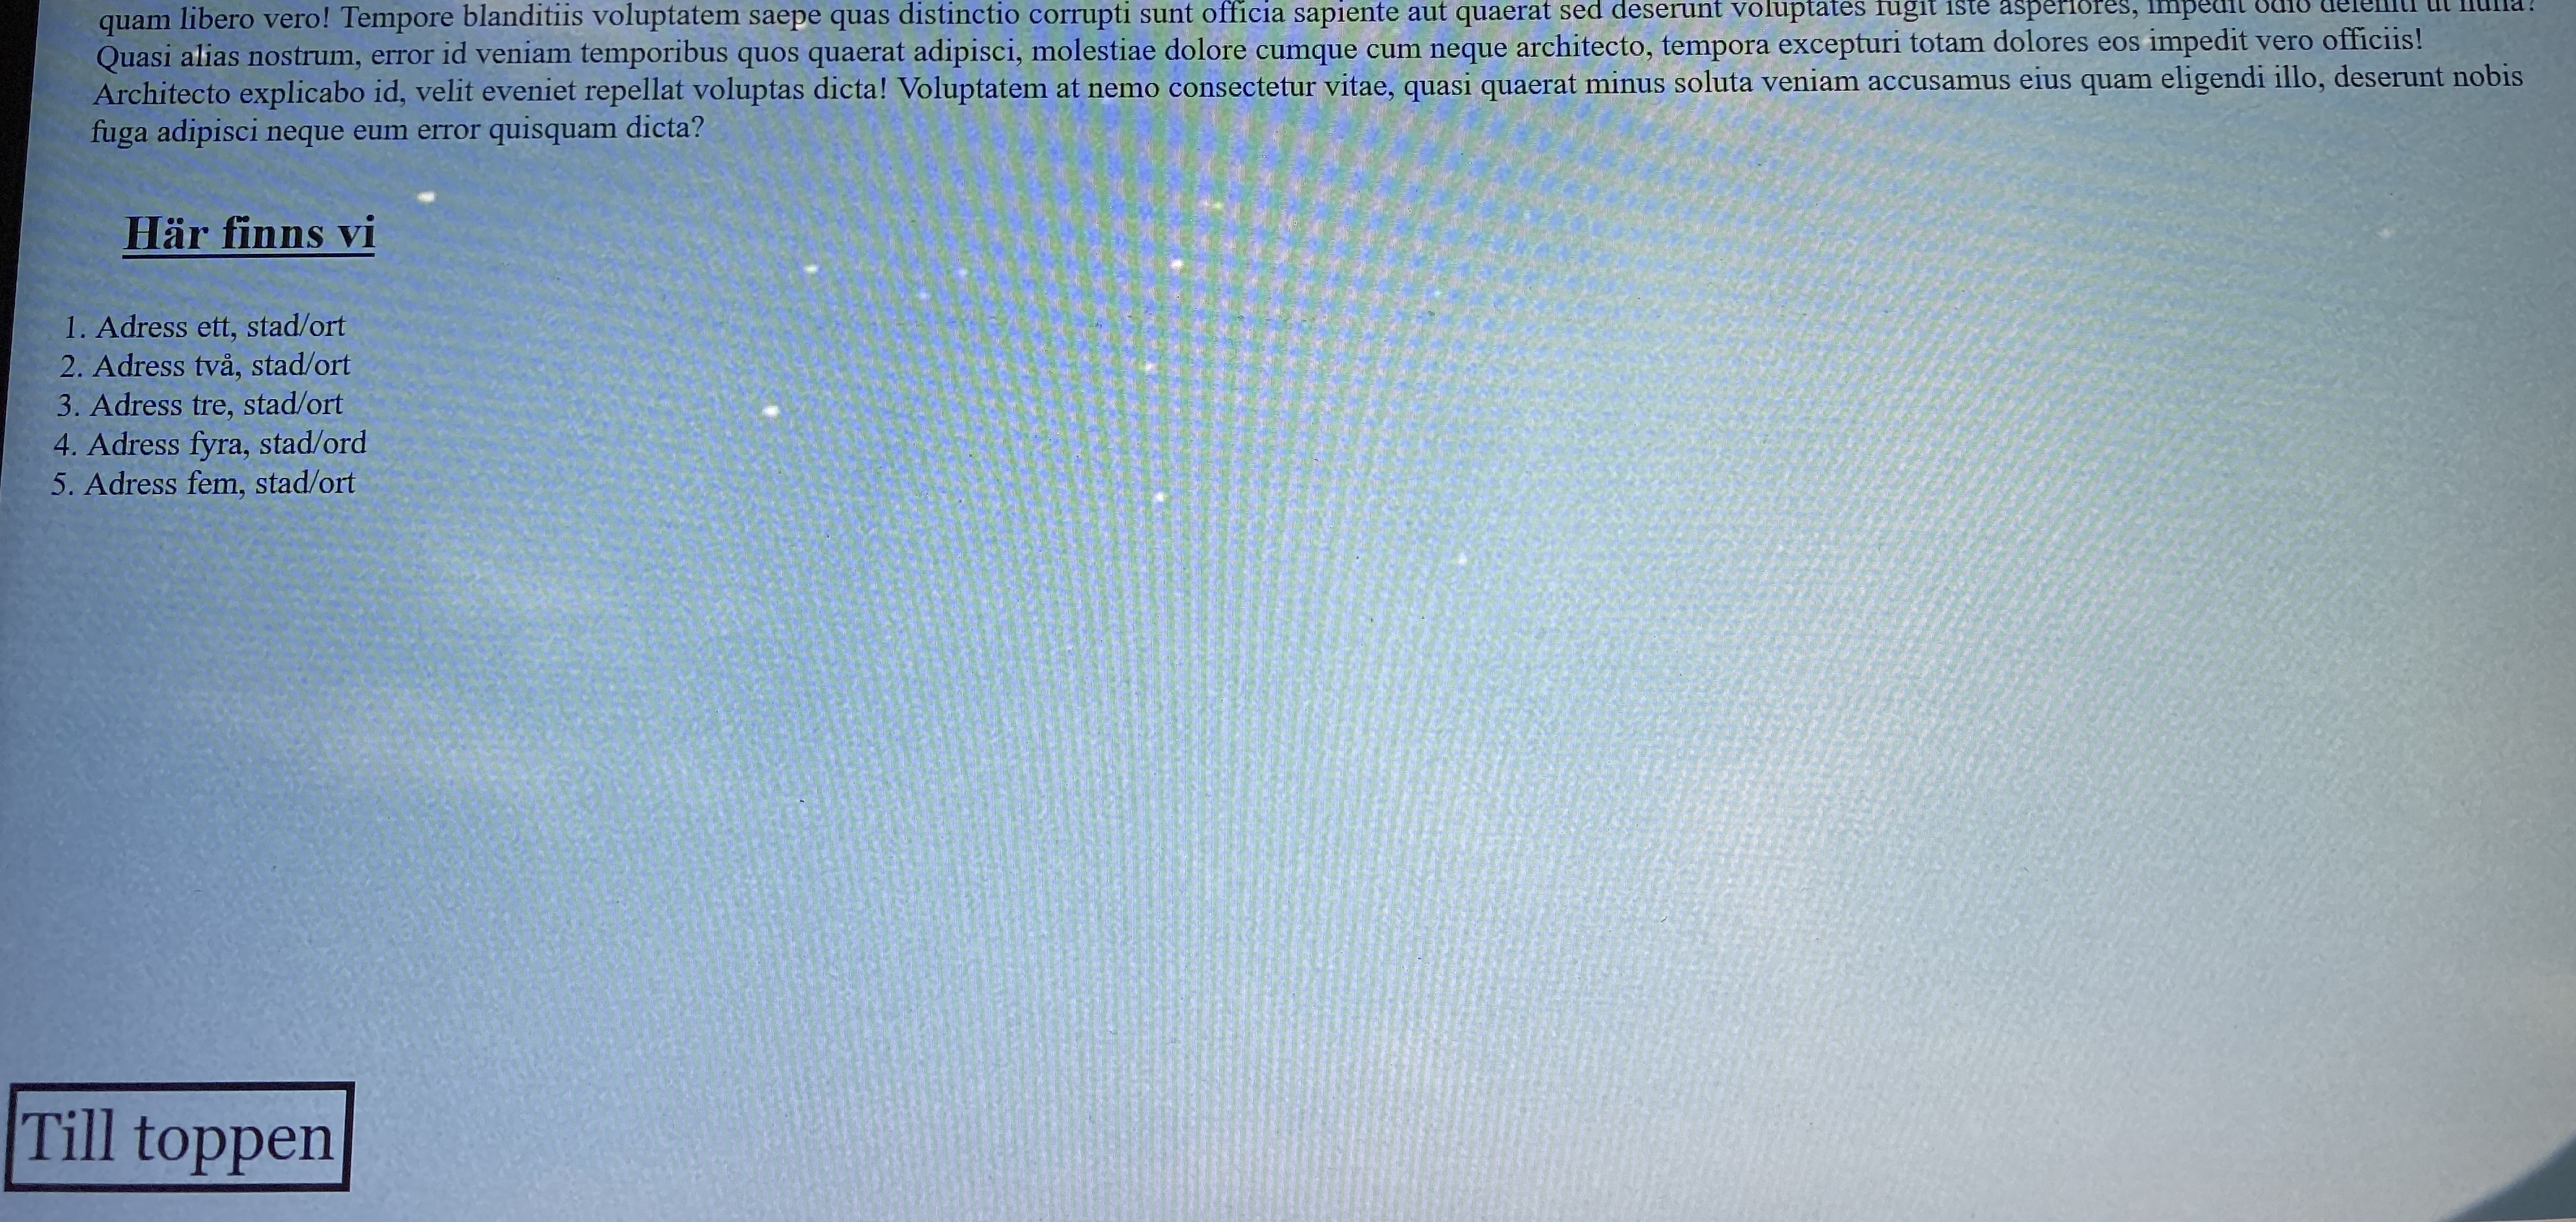 quam libero vero! Tempore blanditiis voluptatem saepe quas distinctio corrupti sunt officia sapiente aut quaerat sed deserunt voluptates fugit iste asperiores, impedit odio deleniti ut nulla?
Quasi alias nostrum, error id veniam temporibus quos quaerat adipisci, molestiae dolore cumque cum neque architecto, tempora excepturi totam dolores eos impedit vero officiis!
Architecto explicabo id, velit eveniet repellat voluptas dicta! Voluptatem at nemo consectetur vitae, quasi quaerat minus soluta veniam accusamus eius quam eligendi illo, deserunt nobis
fuga adipisci neque eum error quisquam dicta?
Här finns vi
1. Adress ett, stad/ort
2. Adress två, stad/ort
3. Adress tre, stad/ort
4. Adress fyra, stad/ord
5. Adress fem, stad/ort
Till toppen